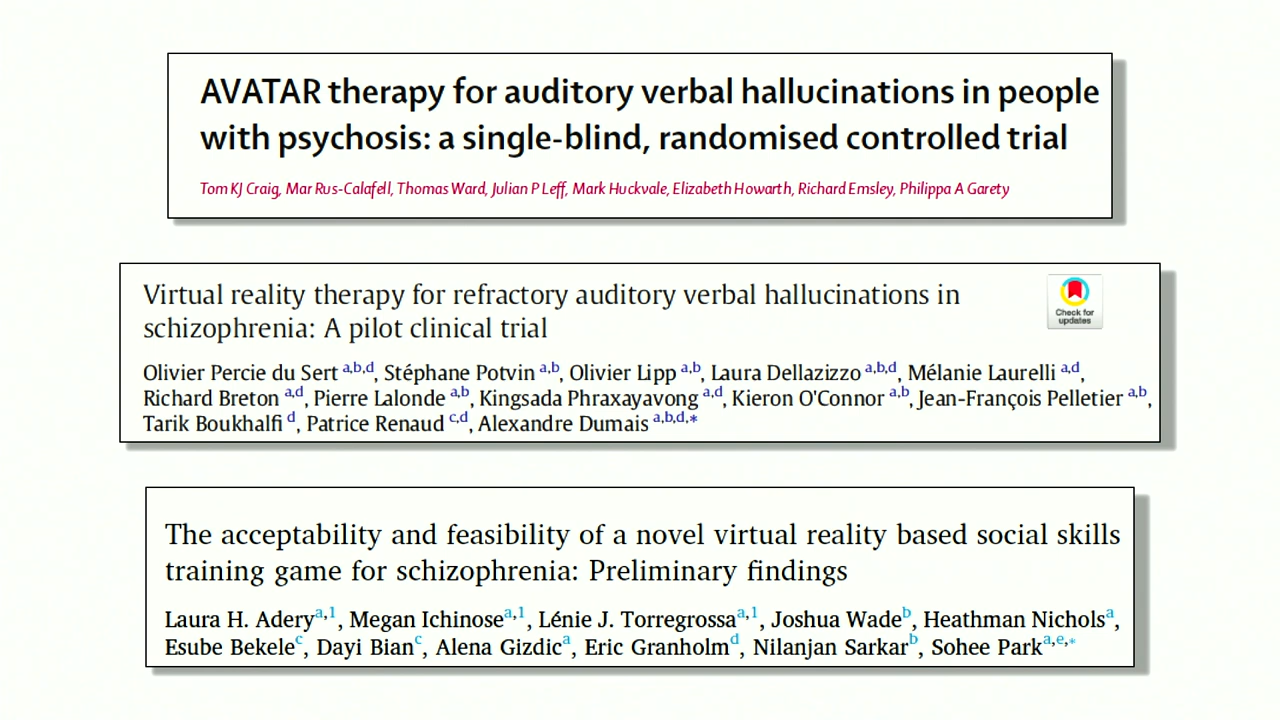 AVATAR therapy for auditory verbal hallucinations in people
with psychosis: a single-blind, randomised controlled trial
Tom KJ Craig, Mar Rus-Calafell, Thomas Ward, Julian P Leff, Mark Huckvale, Elizabeth Howarth, Richard Emsley, Philippa A Garety
Virtual reality therapy for refractory auditory verbal hallucinations in
schizophrenia: A pilot clinical trial
Check for
updates
Olivier Percie du Sert a,b,d, Stéphane Potvin a,b, Olivier Lipp a,b, Laura Dellazizzo a,b,d, Mélanie Laurelli a,d,
Richard Breton a,d, Pierre Lalonde a,b, Kingsada Phraxayavong a,d, Kieron O'Connor a,b, Jean-François Pelletier a,b,
Tarik Boukhalfi d, Patrice Renaud c,d, Alexandre Dumais a,b,d,*
The acceptability and feasibility of a novel virtual reality based social skills
training game for schizophrenia: Preliminary findings
Laura H. Adery a,1, Megan Ichinose a,1, Lénie J. Torregrossa a,1, Joshua Wade b, Heathman Nichols a,
Esube Bekele c, Dayi Bian c, Alena Gizdic a, Eric Granholm d, Nilanjan Sarkar b, Sohee Park a,e,*